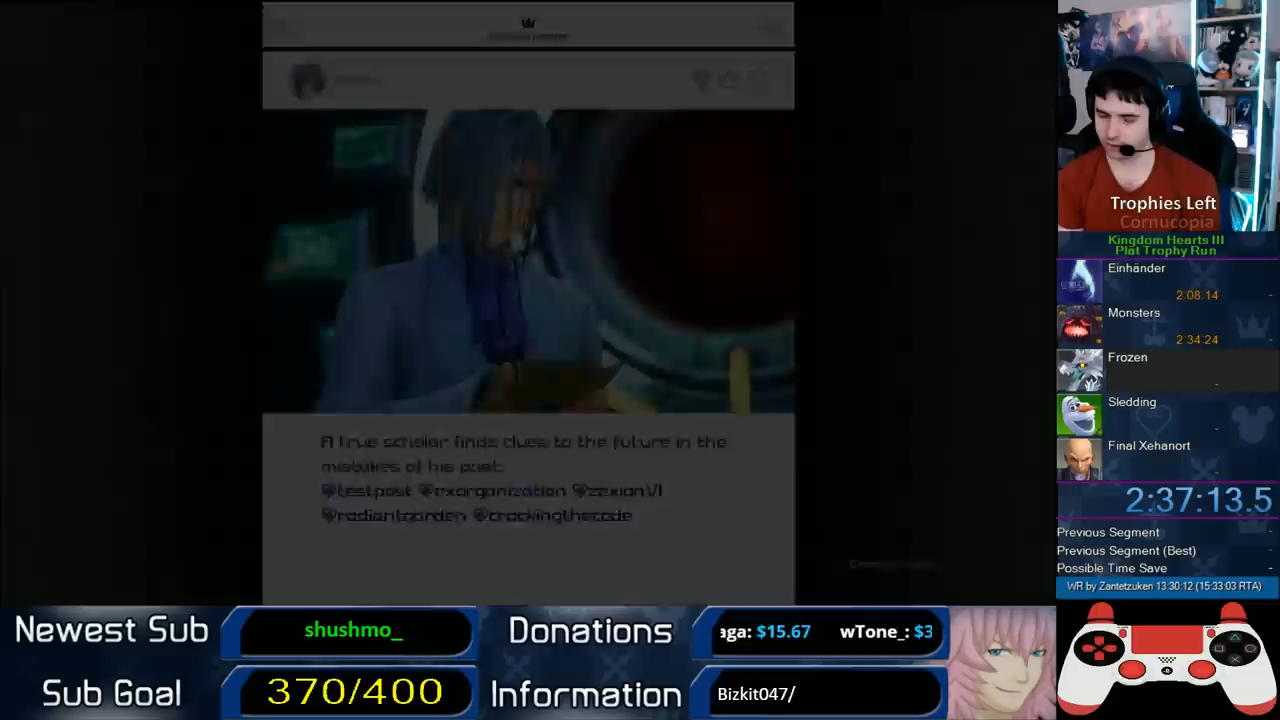 A true scholar finds clues to the future in the
mistakes of his past.
testpost exorganization zexionVI
radiantgarden crackingthecode
Trophies Left
Cornucopia
Kingdom Hearts III
Plat Trophy Run
Einhänder
2:08.14 -
Monsters
2:34.24 -
Frozen
-
Sledding
-
Final Xehanort
-
2:37:13.5
Previous Segment -
Previous Segment (Best) -
Possible Time Save -
WR by Zantetzuken 13:30:12 (15:33:03 RTA)
Newest Sub
shushmo_
Donations
aga: $15.67 wTone_: $3
Sub Goal
370/400
Information
Bizkit047/